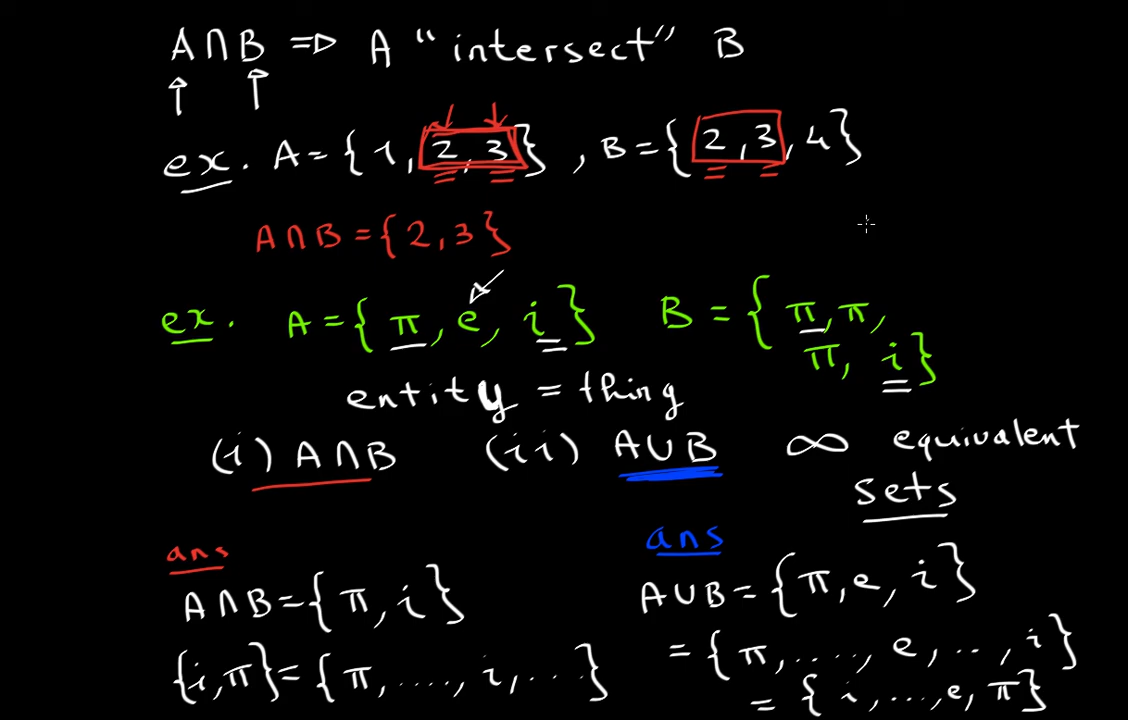 A∩B ⇒ A "intersect" B
ex. A={1,2,3}, B={2,3,4}
A∩B={2,3}
ex. A={π,e,i} B={π,π,
π,i}
entity = thing
(i) A∩B (ii) A∪B ∞ equivalent
sets
ans ans
A∩B={π,i} A∪B={π,e,i}
{i,π}={π,....,i,...} ={π,....,e,..,i}
={i,...,e,π}